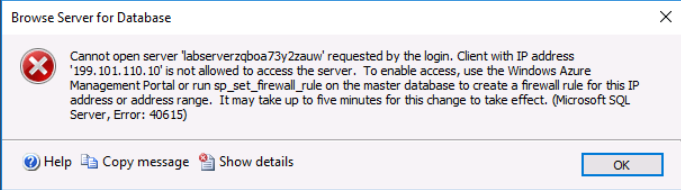 Browse Server for Database
Cannot open server 'labserverzqboa73y2zauw' requested by the login. Client with IP address
'199.101.110.10' is not allowed to access the server. To enable access, use the Windows Azure
Management Portal or run sp_set_firewall_rule on the master database to create a firewall rule for this IP
address or address range. It may take up to five minutes for this change to take effect. (Microsoft SQL
Server, Error: 40615)
Help Copy message Show details OK